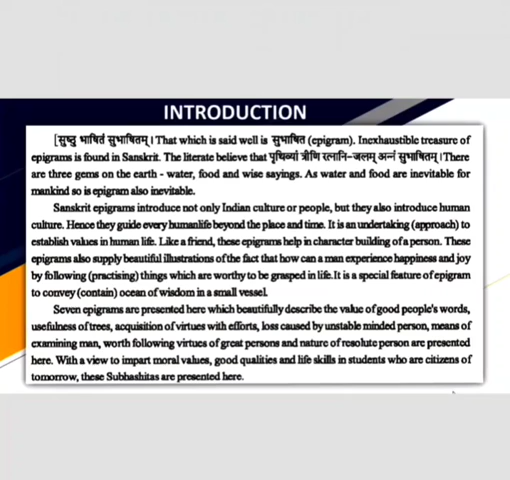 INTRODUCTION
[सुष्ठु भाषितं सुभाषितम् । That which is said well is सुभाषित (epigram). Inexhaustible treasure of
epigrams is found in Sanskrit. The literate believe that पृथिव्यां त्रीणि रत्नानि-जलम् अन्नं सुभाषितम् । There
are three gems on the earth - water, food and wise sayings. As water and food are inevitable for
mankind so is epigram also inevitable.
Sanskrit epigrams introduce not only Indian culture or people, but they also introduce human
culture. Hence they guide every humanlife beyond the place and time. It is an undertaking (approach) to
establish values in human life. Like a friend, these epigrams help in character building of a person. These
epigrams also supply beautiful illustrations of the fact that how can a man experience happiness and joy
by following (practising) things which are worthy to be grasped in life. It is a special feature of epigram
to convey (contain) ocean of wisdom in a small vessel.
Seven epigrams are presented here which beautifully describe the value of good people's words,
usefulness of trees, acquisition of virtues with efforts, loss caused by unstable minded person, means of
examining man, worth following virtues of great persons and nature of resolute person are presented
here. With a view to impart moral values, good qualities and life skills in students who are citizens of
tomorrow, these Subhashitas are presented here.